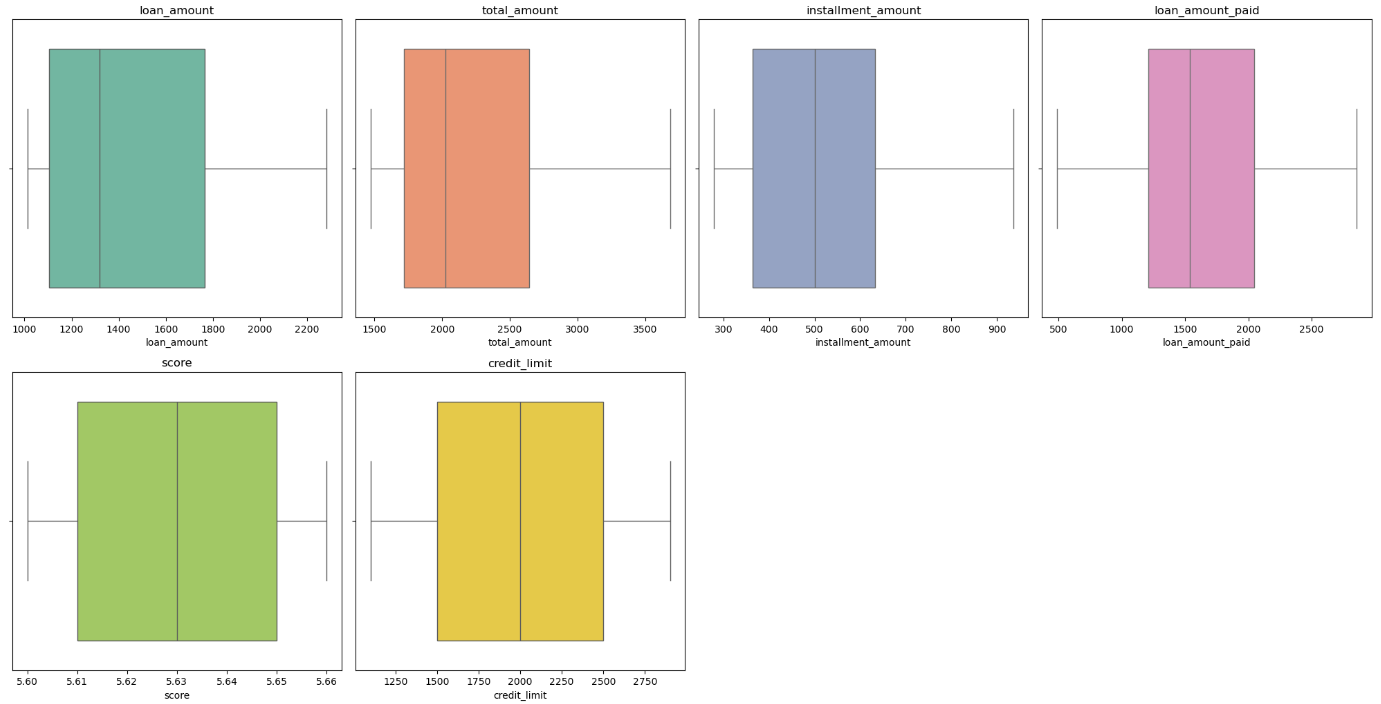 loan_amount total_amount installment_amount loan_amount_paid
1000 1200 1400 1600 1800 2000 2200 1500 2000 2500 3000 3500 300 400 500 600 700 800 900 500 1000 1500 2000 2500
loan_amount total_amount installment_amount loan_amount_paid
score credit_limit
5.60 5.61 5.62 5.63 5.64 5.65 5.66 1250 1500 1750 2000 2250 2500 2750
score credit_limit